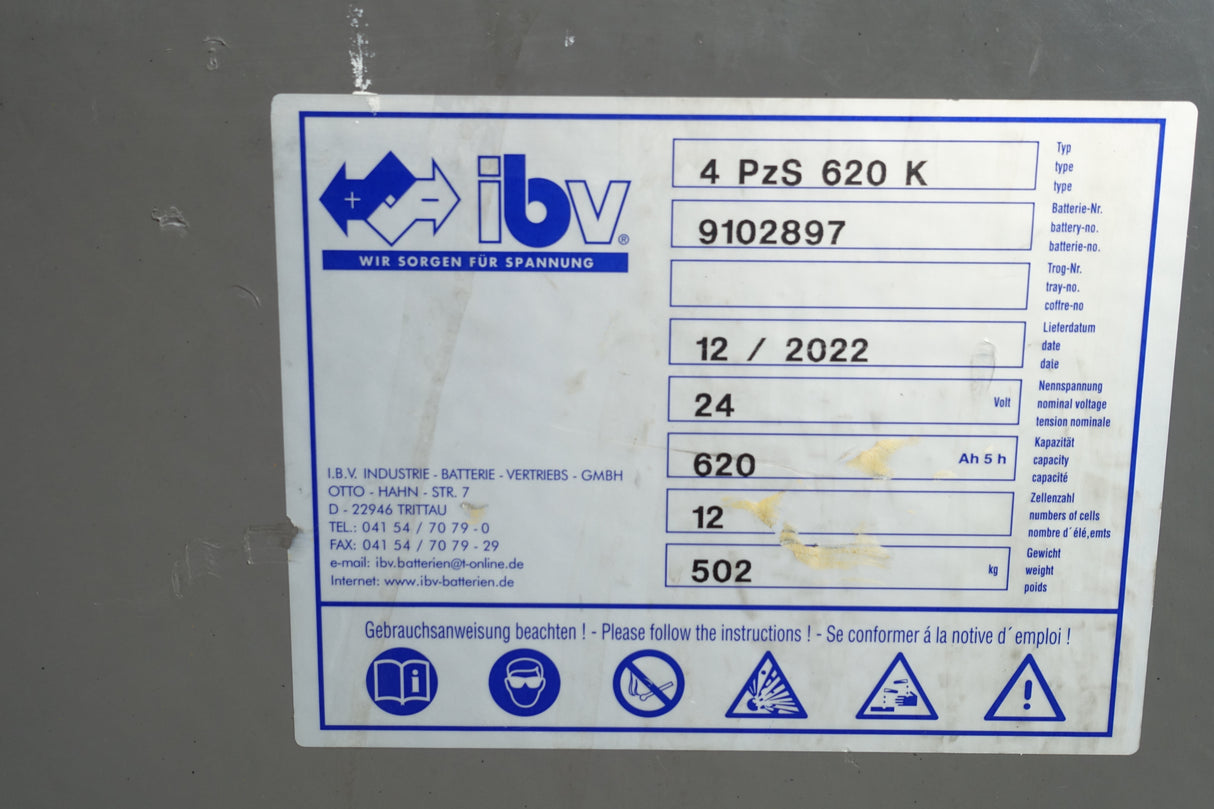 + -
ibv®
WIR SORGEN FÜR SPANNUNG
4 PzS 620 K
Typ
type
type
9102897
Batterie-Nr.
battery-no.
batterie-no.
Trog-Nr.
tray-no.
coffre-no
12 / 2022
Lieferdatum
date
date
24 Volt
Nennspannung
nominal voltage
tension nominale
620 Ah 5 h
Kapazität
capacity
capacité
12
Zellenzahl
numbers of cells
nombre d´élé,emts
502 kg
Gewicht
weight
poids
I.B.V. INDUSTRIE - BATTERIE - VERTRIEBS - GMBH
OTTO - HAHN - STR. 7
D - 22946 TRITTAU
TEL.: 041 54 / 70 79 - 0
FAX: 041 54 / 70 79 - 29
e-mail: ibv.batterien@t-online.de
Internet: www.ibv-batterien.de
Gebrauchsanweisung beachten ! - Please follow the instructions ! - Se conformer á la notive d´emploi !